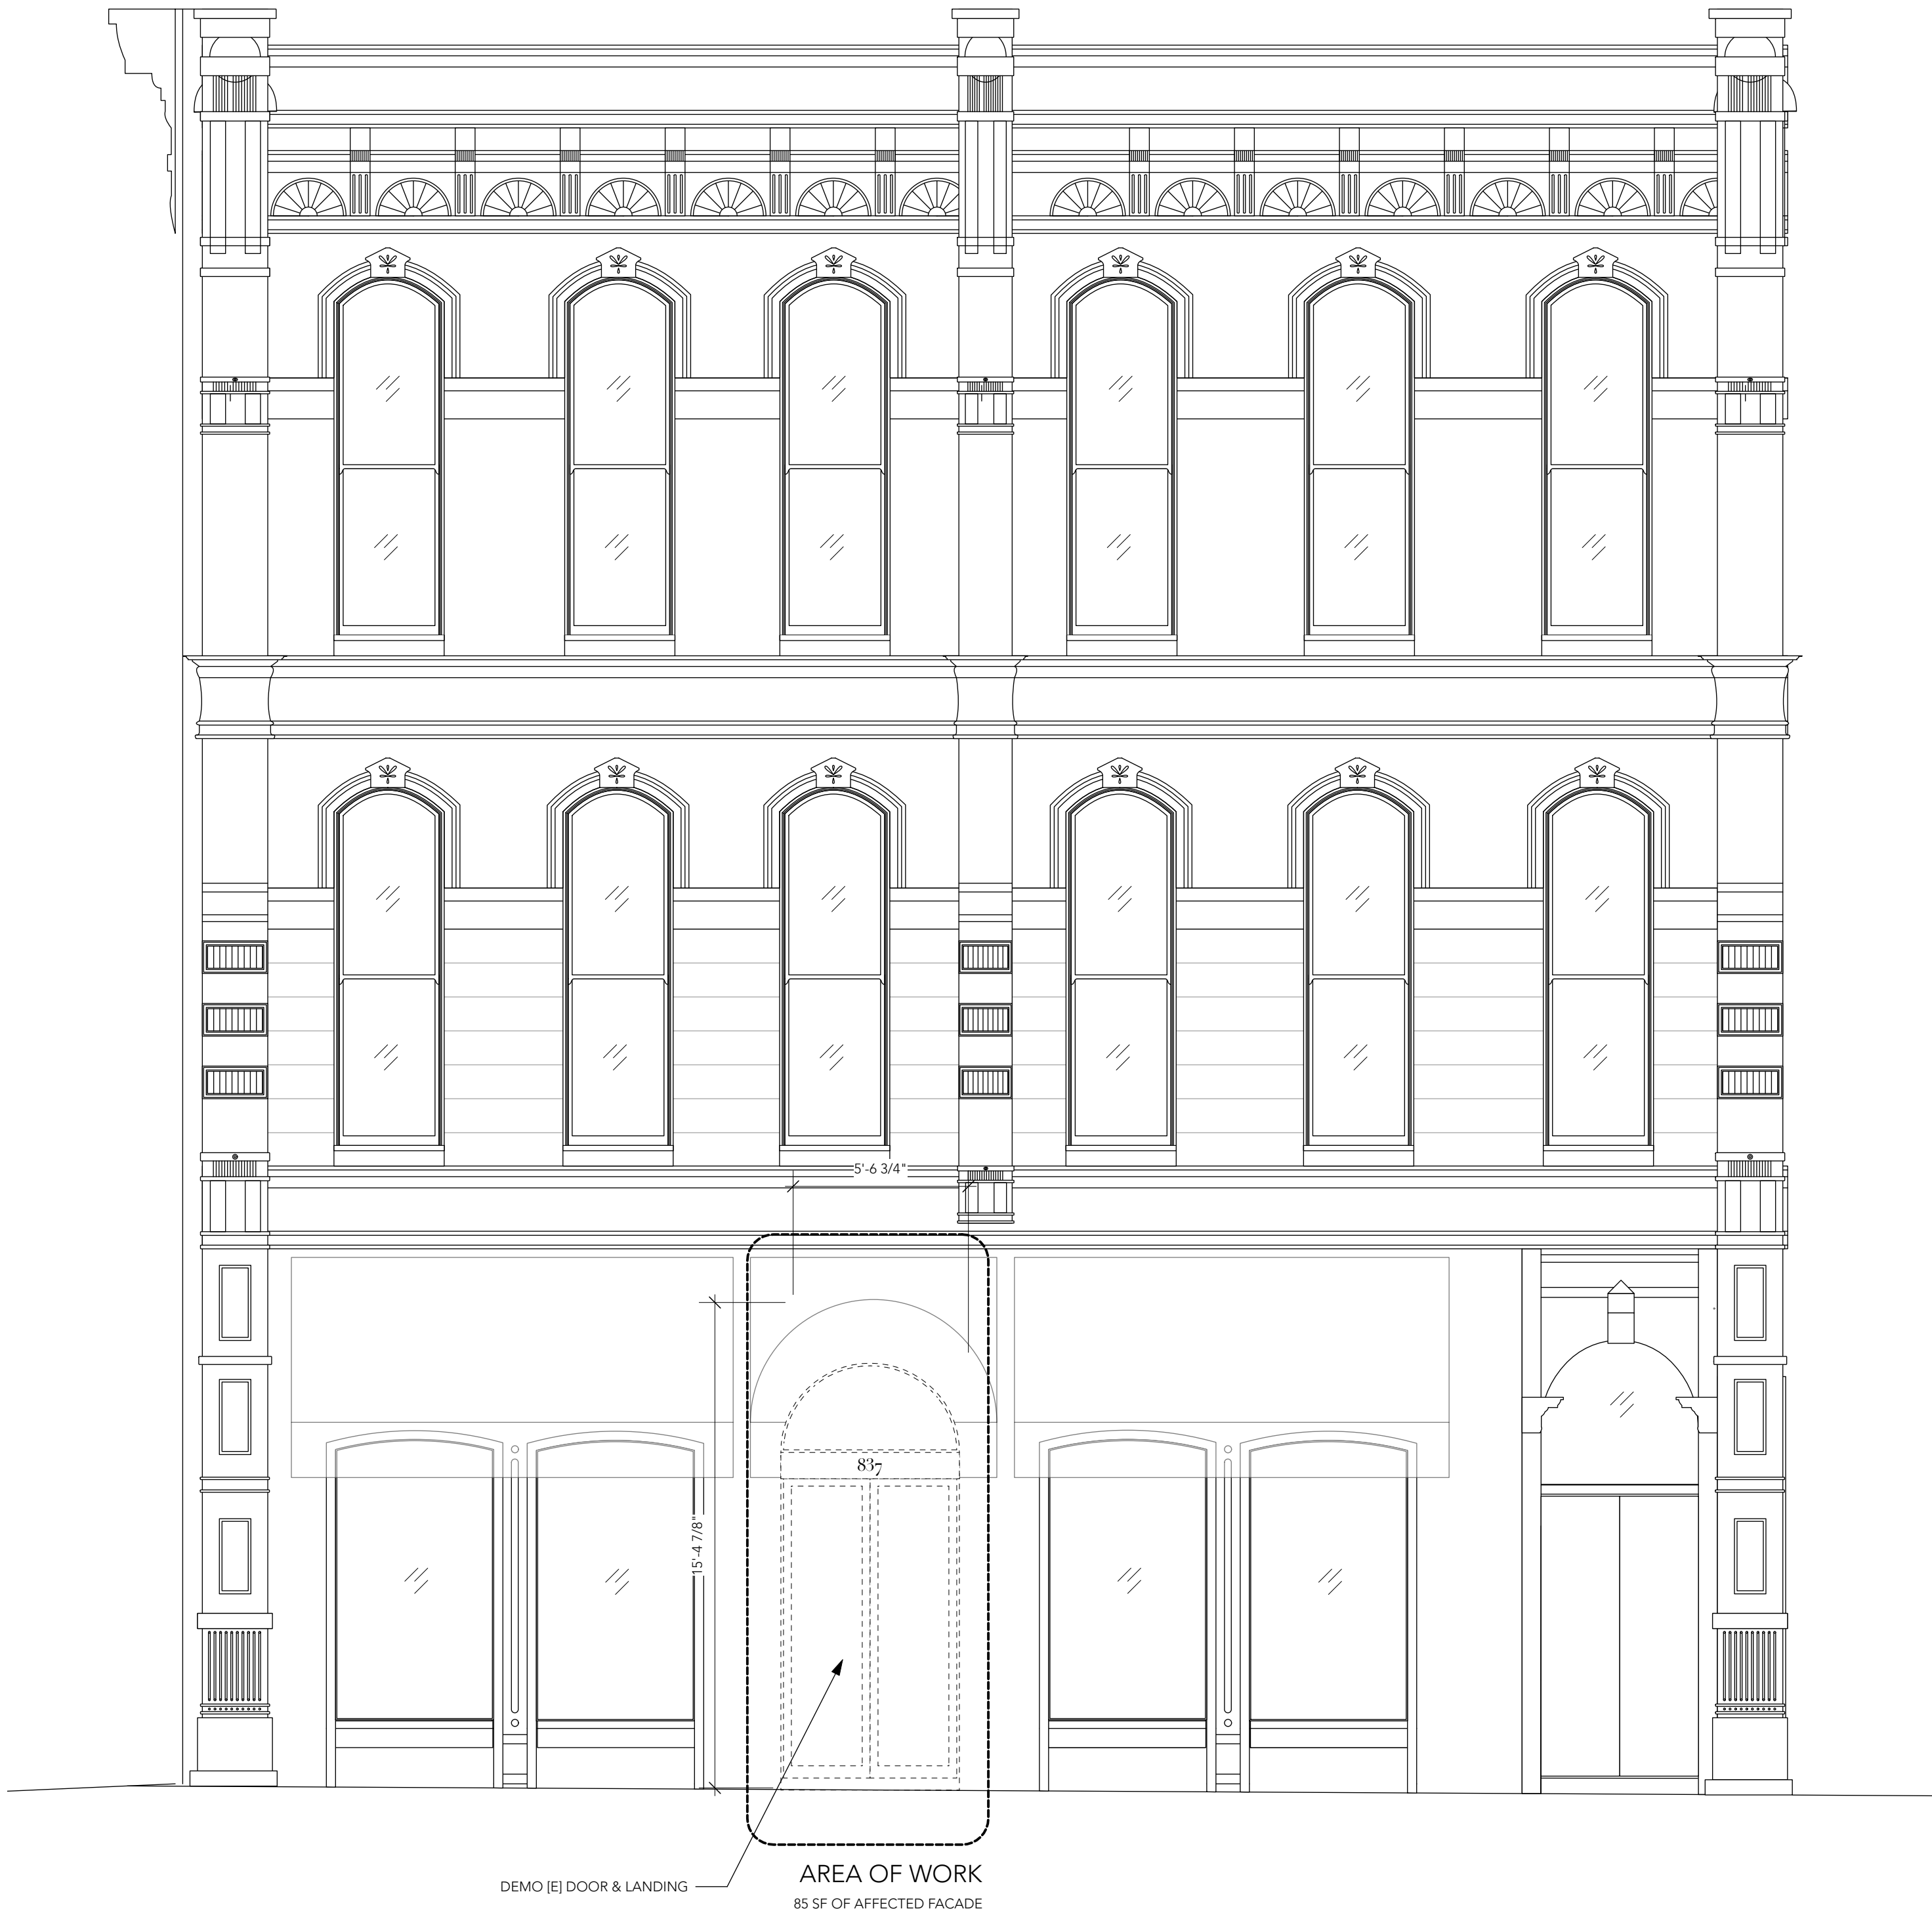 5'-6 3/4"
837
15'-4 7/8"
DEMO [E] DOOR & LANDING
AREA OF WORK
85 SF OF AFFECTED FACADE